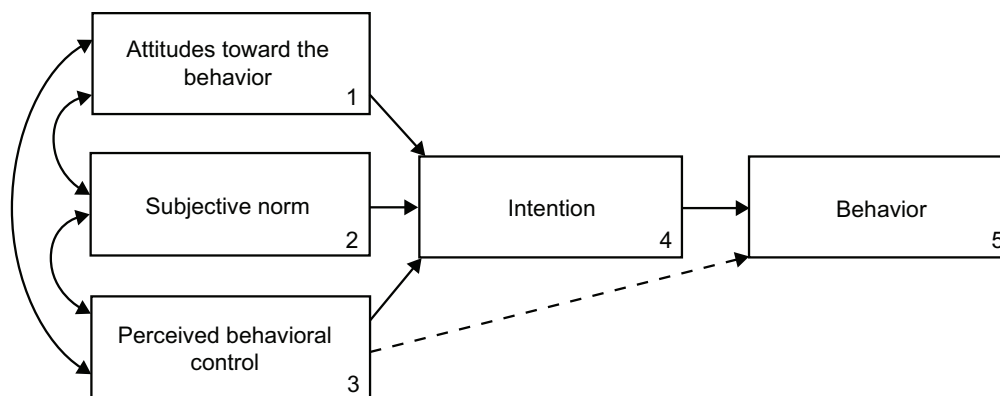 Attitudes toward the
behavior
1
Subjective norm
2
Perceived behavioral
control
3
Intention
4
Behavior
5